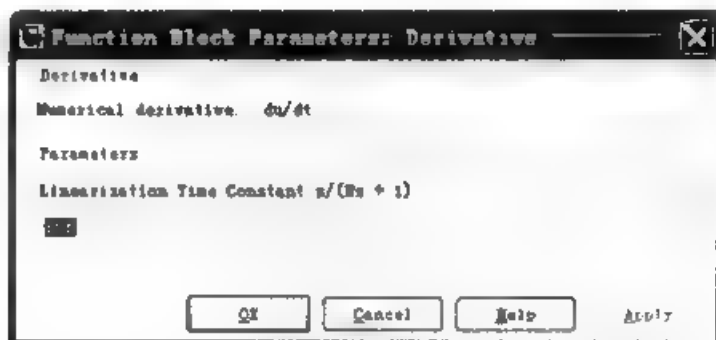 Function Block Parameters: Derivative
Derivative
Numerical derivative. du/dt
Parameters
Linearization Time Constant s/(Ns + 1)
OK Cancel Help Apply